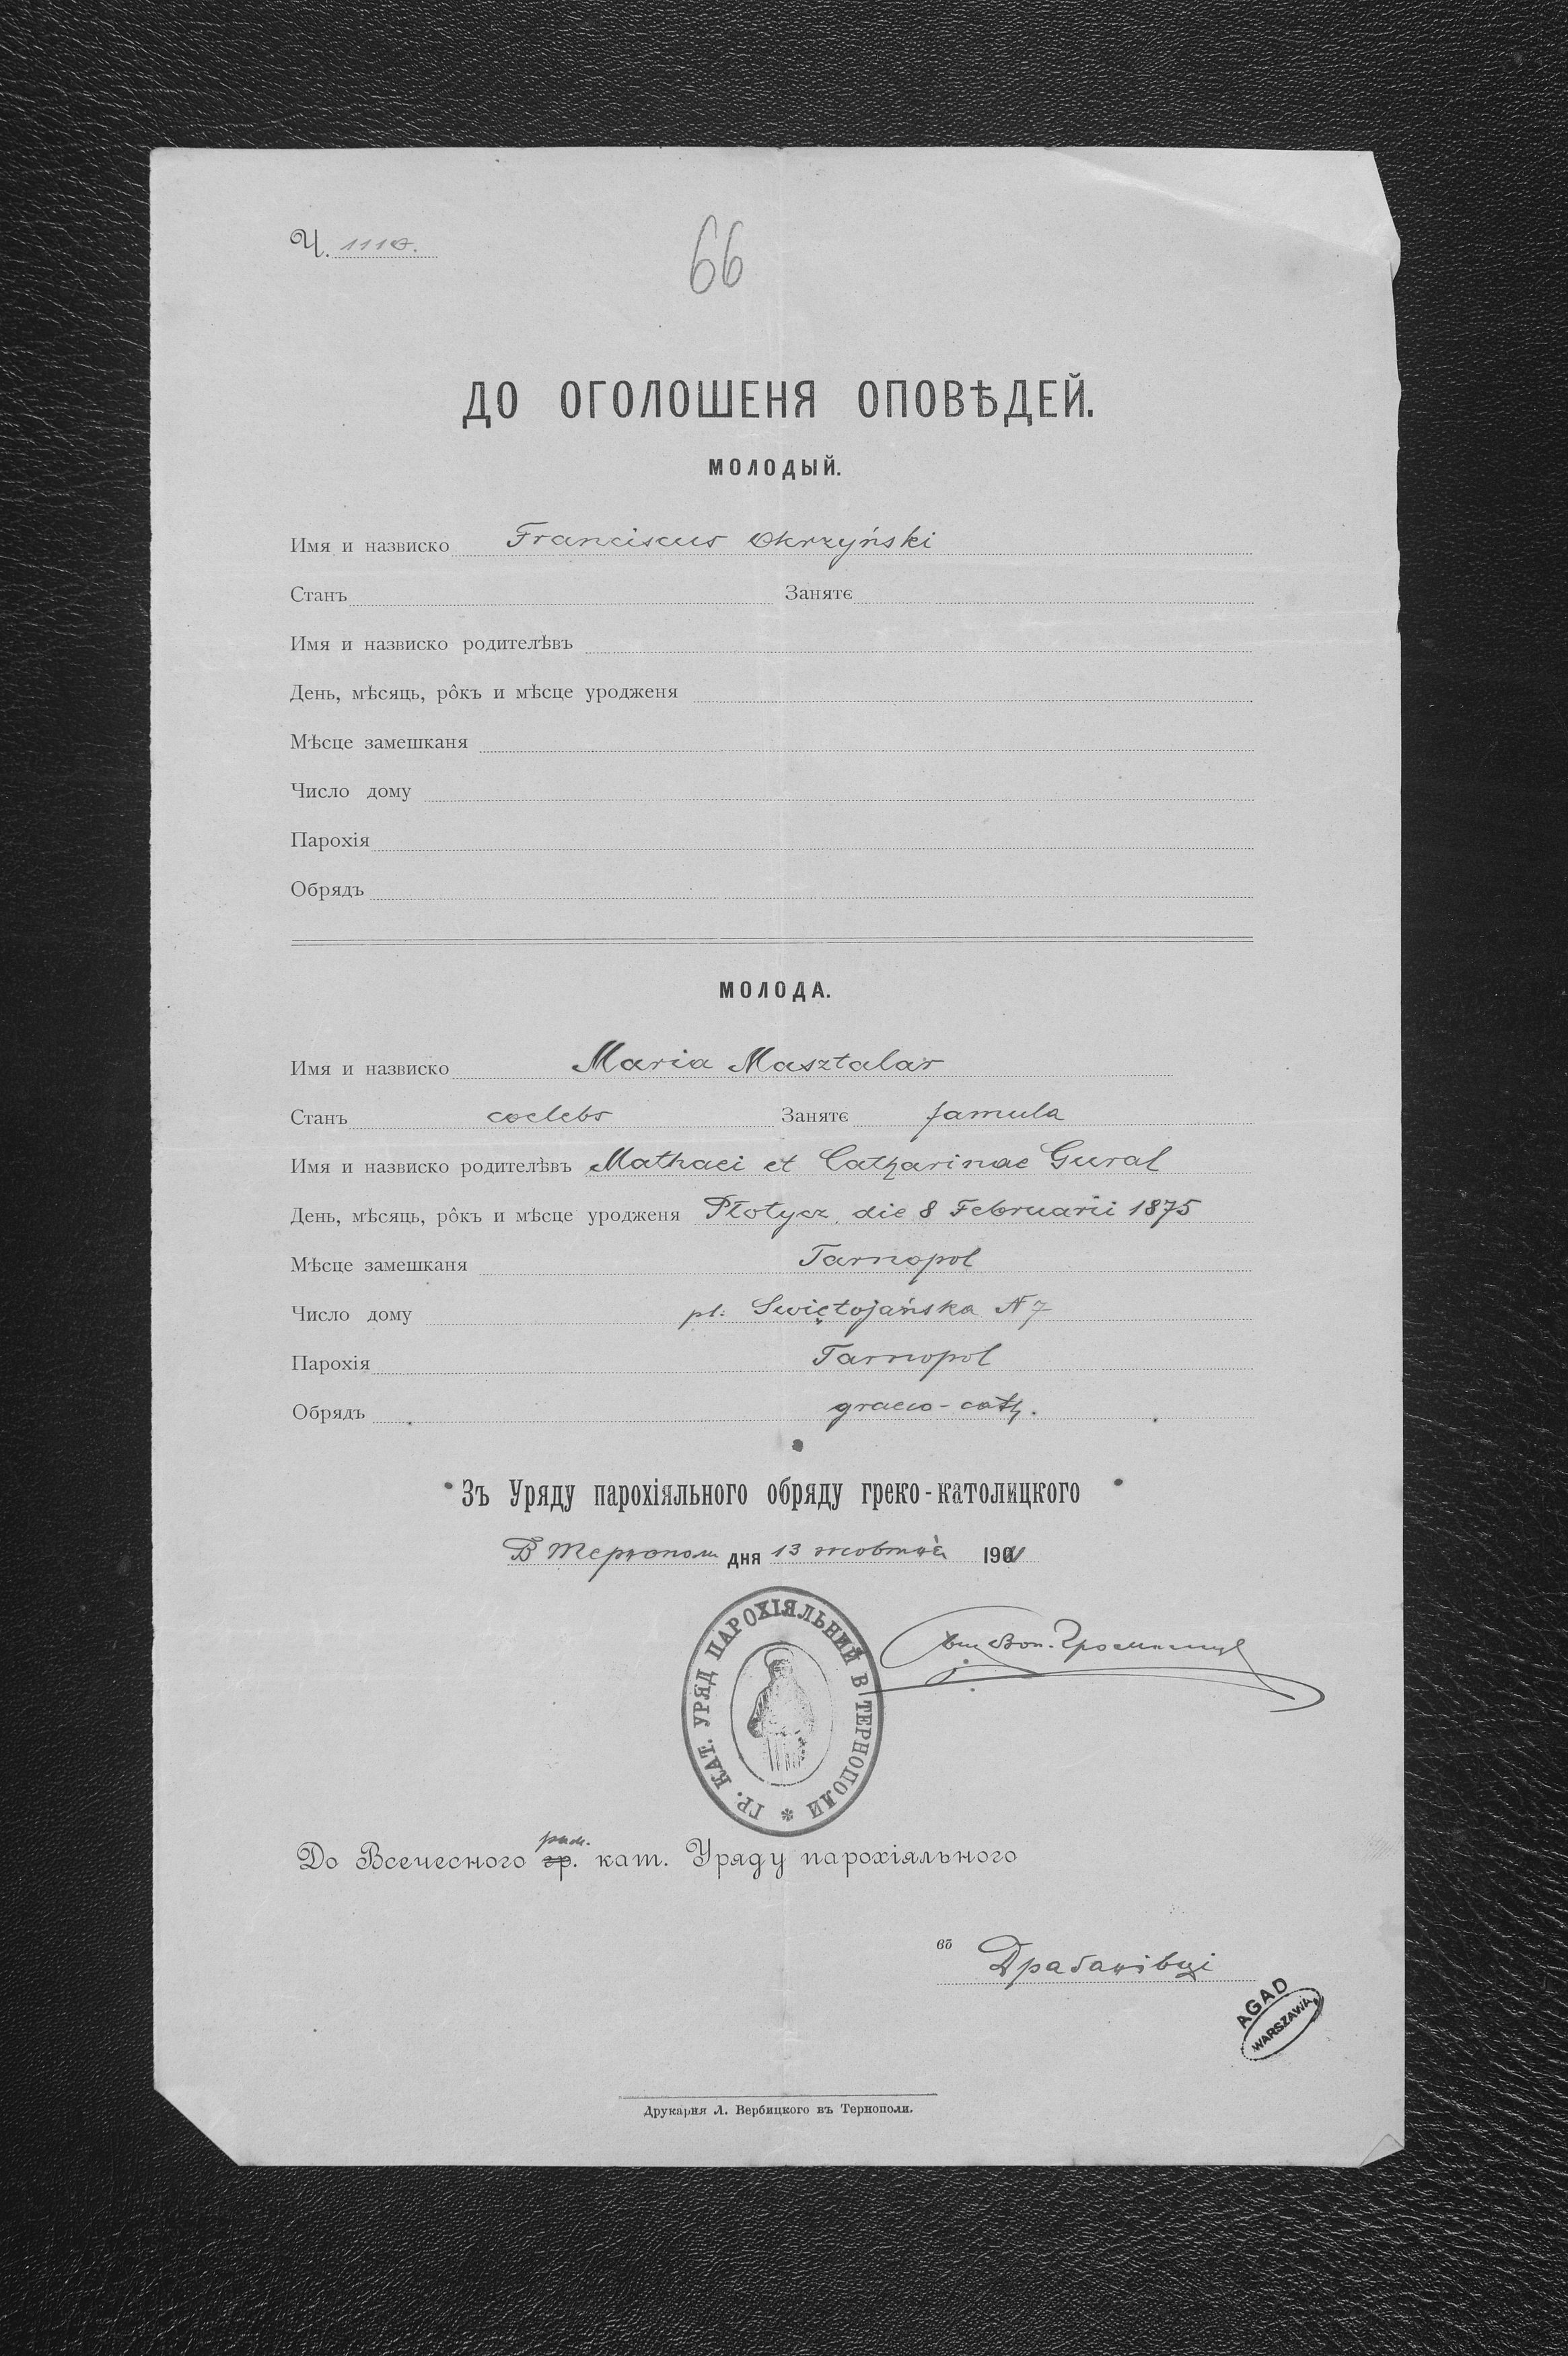 Ч. 1110.
66
ДО ОГОЛОШЕНЯ ОПОВѢДЕЙ.
МОЛОДЫЙ.
Имя и назвиско Franciscus Okrzyński
Станъ Занятє
Имя и назвиско родителѣвъ
День, мѣсяць, рôкъ и мѣсце уродженя
Мѣсце замешканя
Число дому
Парохія
Обрядъ
МОЛОДА.
Имя и назвиско Maria Masztalar
Станъ coelebs Занятє famula
Имя и назвиско родителѣвъ Mathaei et Catharinae Gural
День, мѣсяць, рôкъ и мѣсце уродженя Płotycz, die 8 Februarii 1875
Мѣсце замешканя Tarnopol
Число дому pl: Swiętojańska N 7
Парохія Tarnopol
Обрядъ graeco-cath.
Зъ Уряду парохіяльного обряду греко-католицкого
В Тернополи дня 13 жовтня 190
ГР. КАТ. УРЯД ПАРОХІЯЛЬНИЙ В ТЕРНОПОЛИ *
рим.
До Всечесного гр. кат. Уряду парохіяльного
въ Драганівці
AGAD
WARSZAWA
Друкарня Л. Вербицкого въ Тернополи.